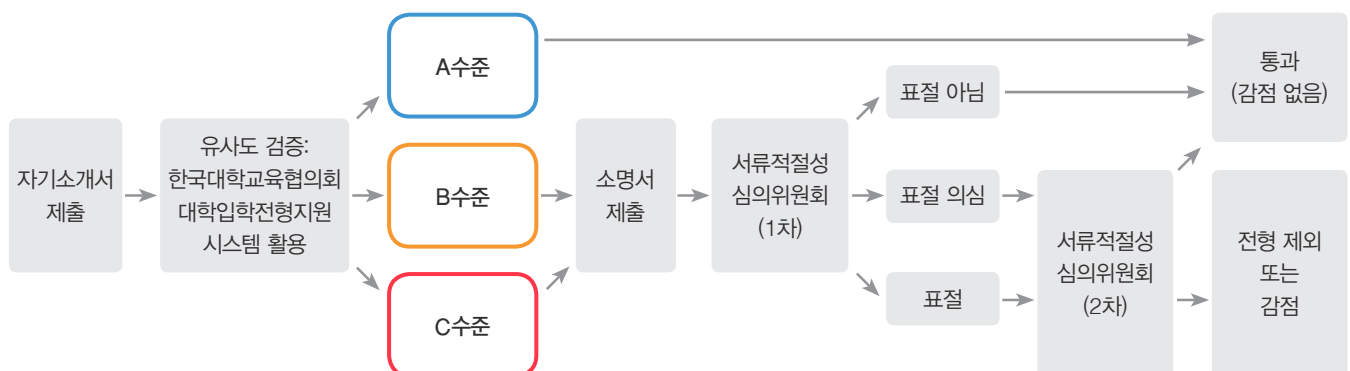 자기소개서
제출
유사도 검증:
한국대학교육협의회
대학입학전형지원
시스템 활용
A수준
B수준
C수준
소명서
제출
서류적절성
심의위원회
(1차)
표절 아님
표절 의심
표절
서류적절성
심의위원회
(2차)
통과
(감점 없음)
전형 제외
또는
감점